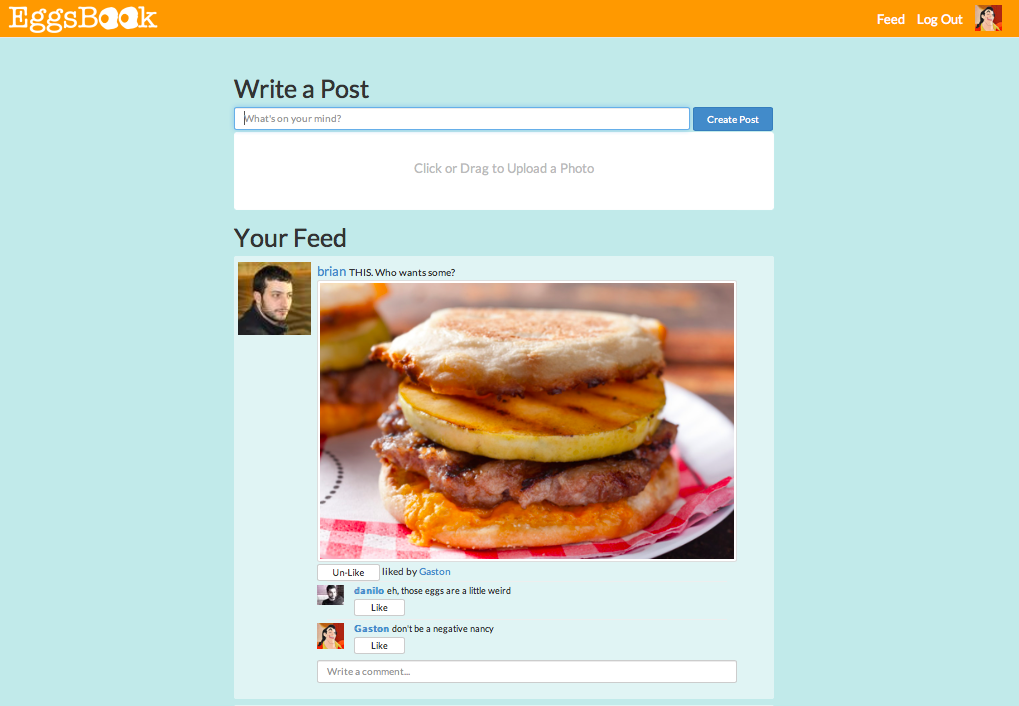 EggsBook
Feed Log Out
Write a Post
What's on your mind?
Create Post
Click or Drag to Upload a Photo
Your Feed
brian THIS. Who wants some?
Un-Like liked by Gaston
danilo eh, those eggs are a little weird
Like
Gaston don't be a negative nancy
Like
Write a comment...